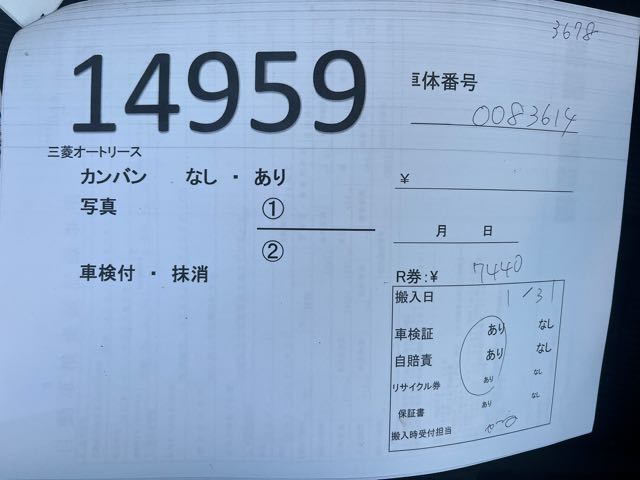 3678
14959
車体番号
0083614
三菱オートリース
カンバン なし ・ あり
¥
写真 ①
②
月 日
車検付 ・ 抹消
R券:¥ 7440
搬入日 1/31
車検証 あり なし
自賠責 あり なし
リサイクル券 あり なし
保証書 あり なし
搬入時受付担当